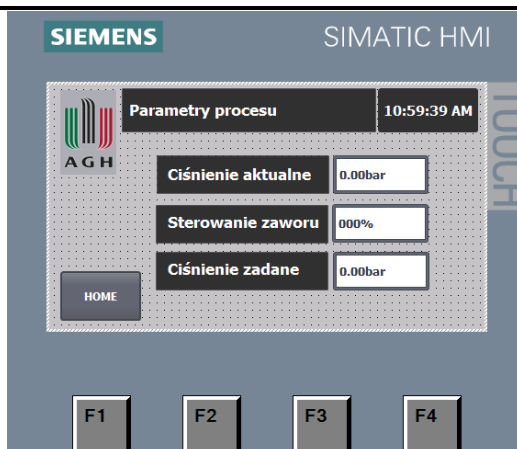 SIEMENS SIMATIC HMI
TOUCH
Parametry procesu 10:59:39 AM
AGH
Ciśnienie aktualne 0.00bar
Sterowanie zaworu 000%
Ciśnienie zadane 0.00bar
HOME
F1 F2 F3 F4